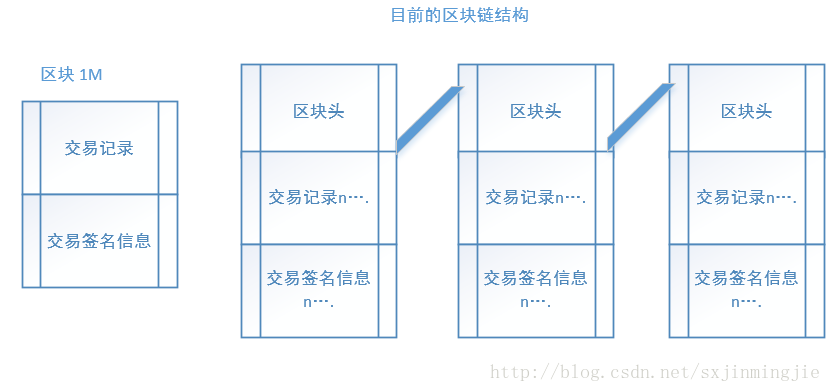 目前的区块链结构
区块 1M
交易记录
交易签名信息
区块头
交易记录n….
交易签名信息
n….
区块头
交易记录n….
交易签名信息
n….
区块头
交易记录n….
交易签名信息
n….
http://blog.csdn.net/sxjinmingjie